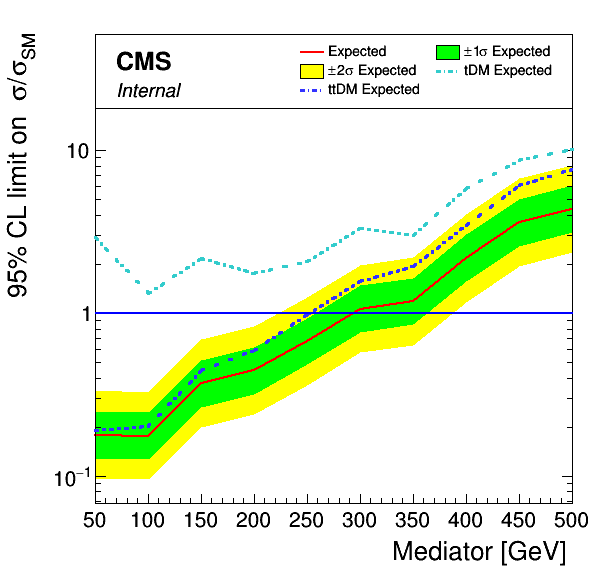 95% CL limit on σ/σSM
CMS
Internal
Expected
±1σ Expected
±2σ Expected
tDM Expected
ttDM Expected
10
1
10−1
50 100 150 200 250 300 350 400 450 500
Mediator [GeV]